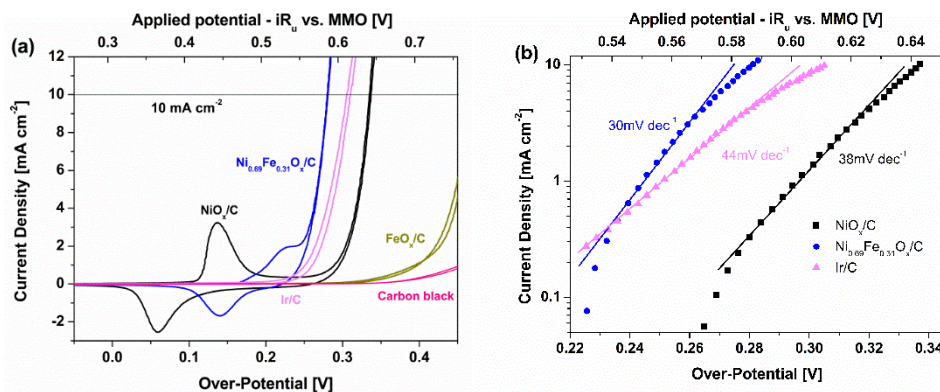 Applied potential - iRu vs. MMO [V]
0.3 0.4 0.5 0.6 0.7
(a)
12
10
8
6
4
2
0
-2
10 mA cm-2
Ni0.69Fe0.31Ox/C
NiOx/C
FeOx/C
Ir/C
Carbon black
Current Density [mA cm-2]
0.0 0.1 0.2 0.3 0.4
Over-Potential [V]
Applied potential - iRu vs. MMO [V]
0.54 0.56 0.58 0.60 0.62 0.64
(b)
10
1
0.1
30mV dec-1
44mV dec-1
38mV dec-1
NiOx/C
Ni0.69Fe0.31Ox/C
Ir/C
Current Density [mA cm-2]
0.22 0.24 0.26 0.28 0.30 0.32 0.34
Over-Potential [V]